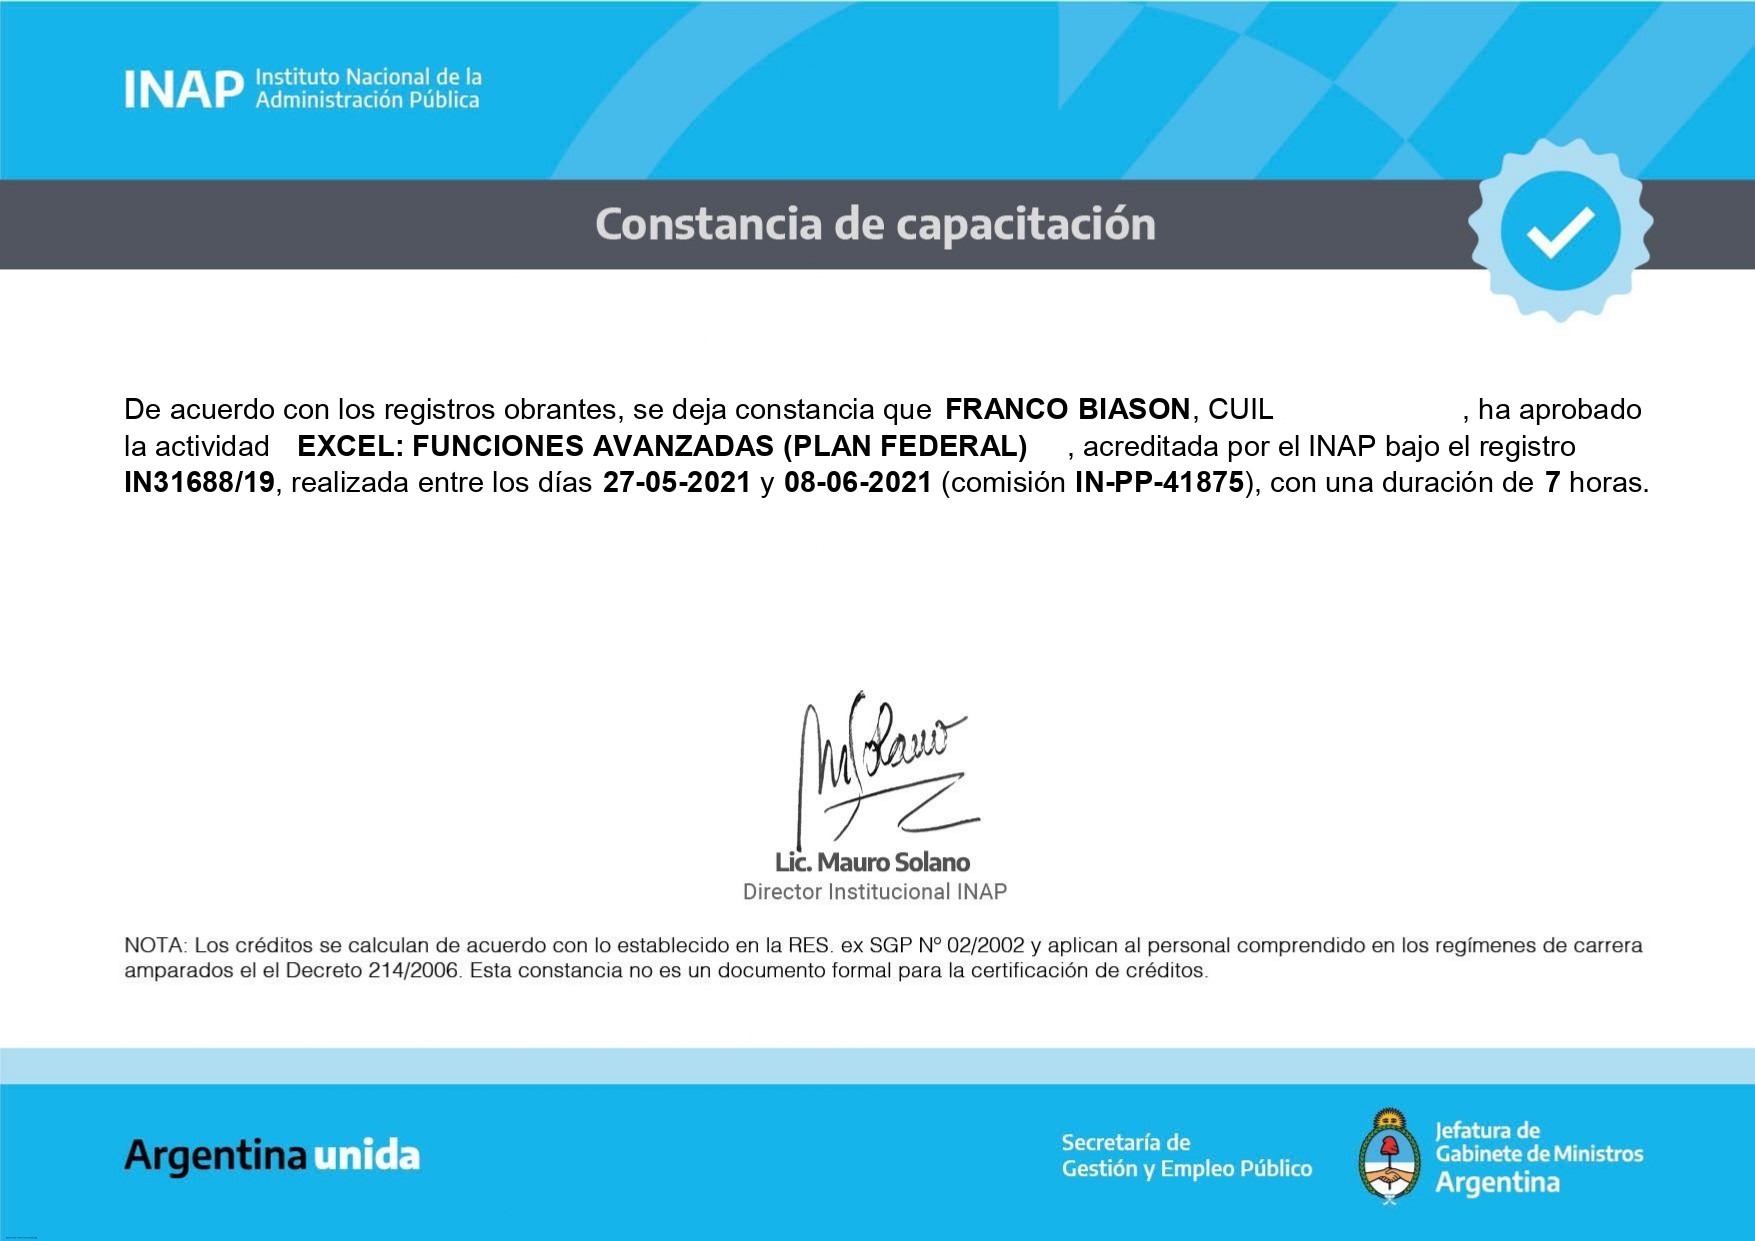 INAP Instituto Nacional de la
Administración Pública
Constancia de capacitación
De acuerdo con los registros obrantes, se deja constancia que FRANCO BIASON, CUIL , ha aprobado
la actividad EXCEL: FUNCIONES AVANZADAS (PLAN FEDERAL) , acreditada por el INAP bajo el registro
IN31688/19, realizada entre los días 27-05-2021 y 08-06-2021 (comisión IN-PP-41875), con una duración de 7 horas.
MSolano
Lic. Mauro Solano
Director Institucional INAP
NOTA: Los créditos se calculan de acuerdo con lo establecido en la RES. ex SGP Nº 02/2002 y aplican al personal comprendido en los regímenes de carrera
amparados el el Decreto 214/2006. Esta constancia no es un documento formal para la certificación de créditos.
Argentina unida
Secretaría de
Gestión y Empleo Público
Jefatura de
Gabinete de Ministros
Argentina